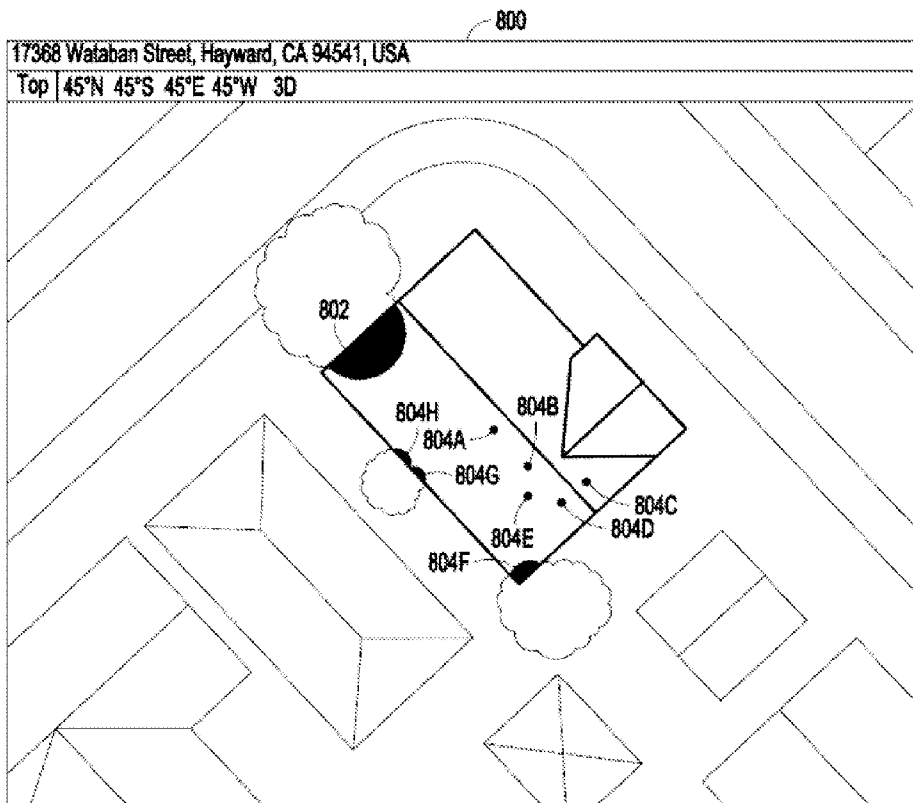 800
17368 Wataban Street, Hayward, CA 94541, USA
Top 45°N 45°S 45°E 45°W 3D
802
804B
804H
804A
804G
804C
804E
804D
804F